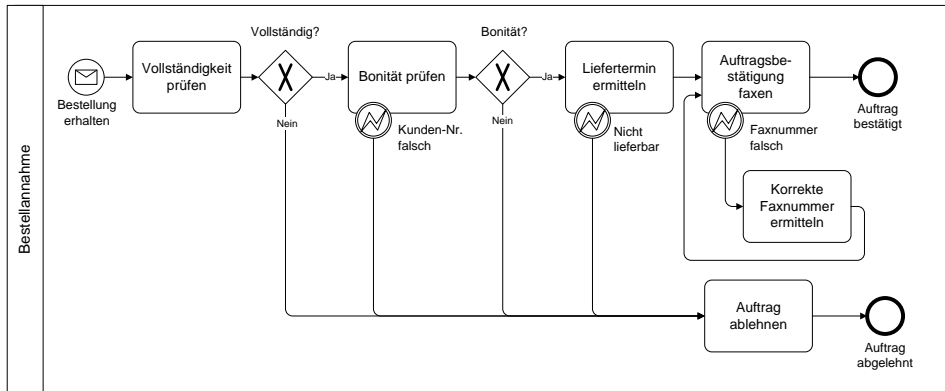 Bestellannahme
Bestellung
erhalten
Vollständigkeit
prüfen
Vollständig?
X
Ja
Nein
Bonität prüfen
Kunden-Nr.
falsch
Bonität?
X
Ja
Nein
Liefertermin
ermitteln
Nicht
lieferbar
Auftragsbe-
stätigung
faxen
Faxnummer
falsch
Korrekte
Faxnummer
ermitteln
Auftrag
bestätigt
Auftrag
ablehnen
Auftrag
abgelehnt